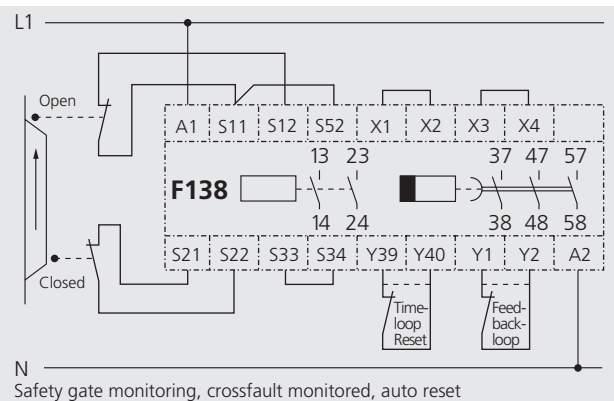 L1
Open
A1 S11 S12 S52 X1 X2 X3 X4
13 23 37 47 57
F138
14 24 38 48 58
S21 S22 S33 S34 Y39 Y40 Y1 Y2 A2
Closed
Time-
loop
Reset
Feed-
back-
loop
N
Safety gate monitoring, crossfault monitored, auto reset